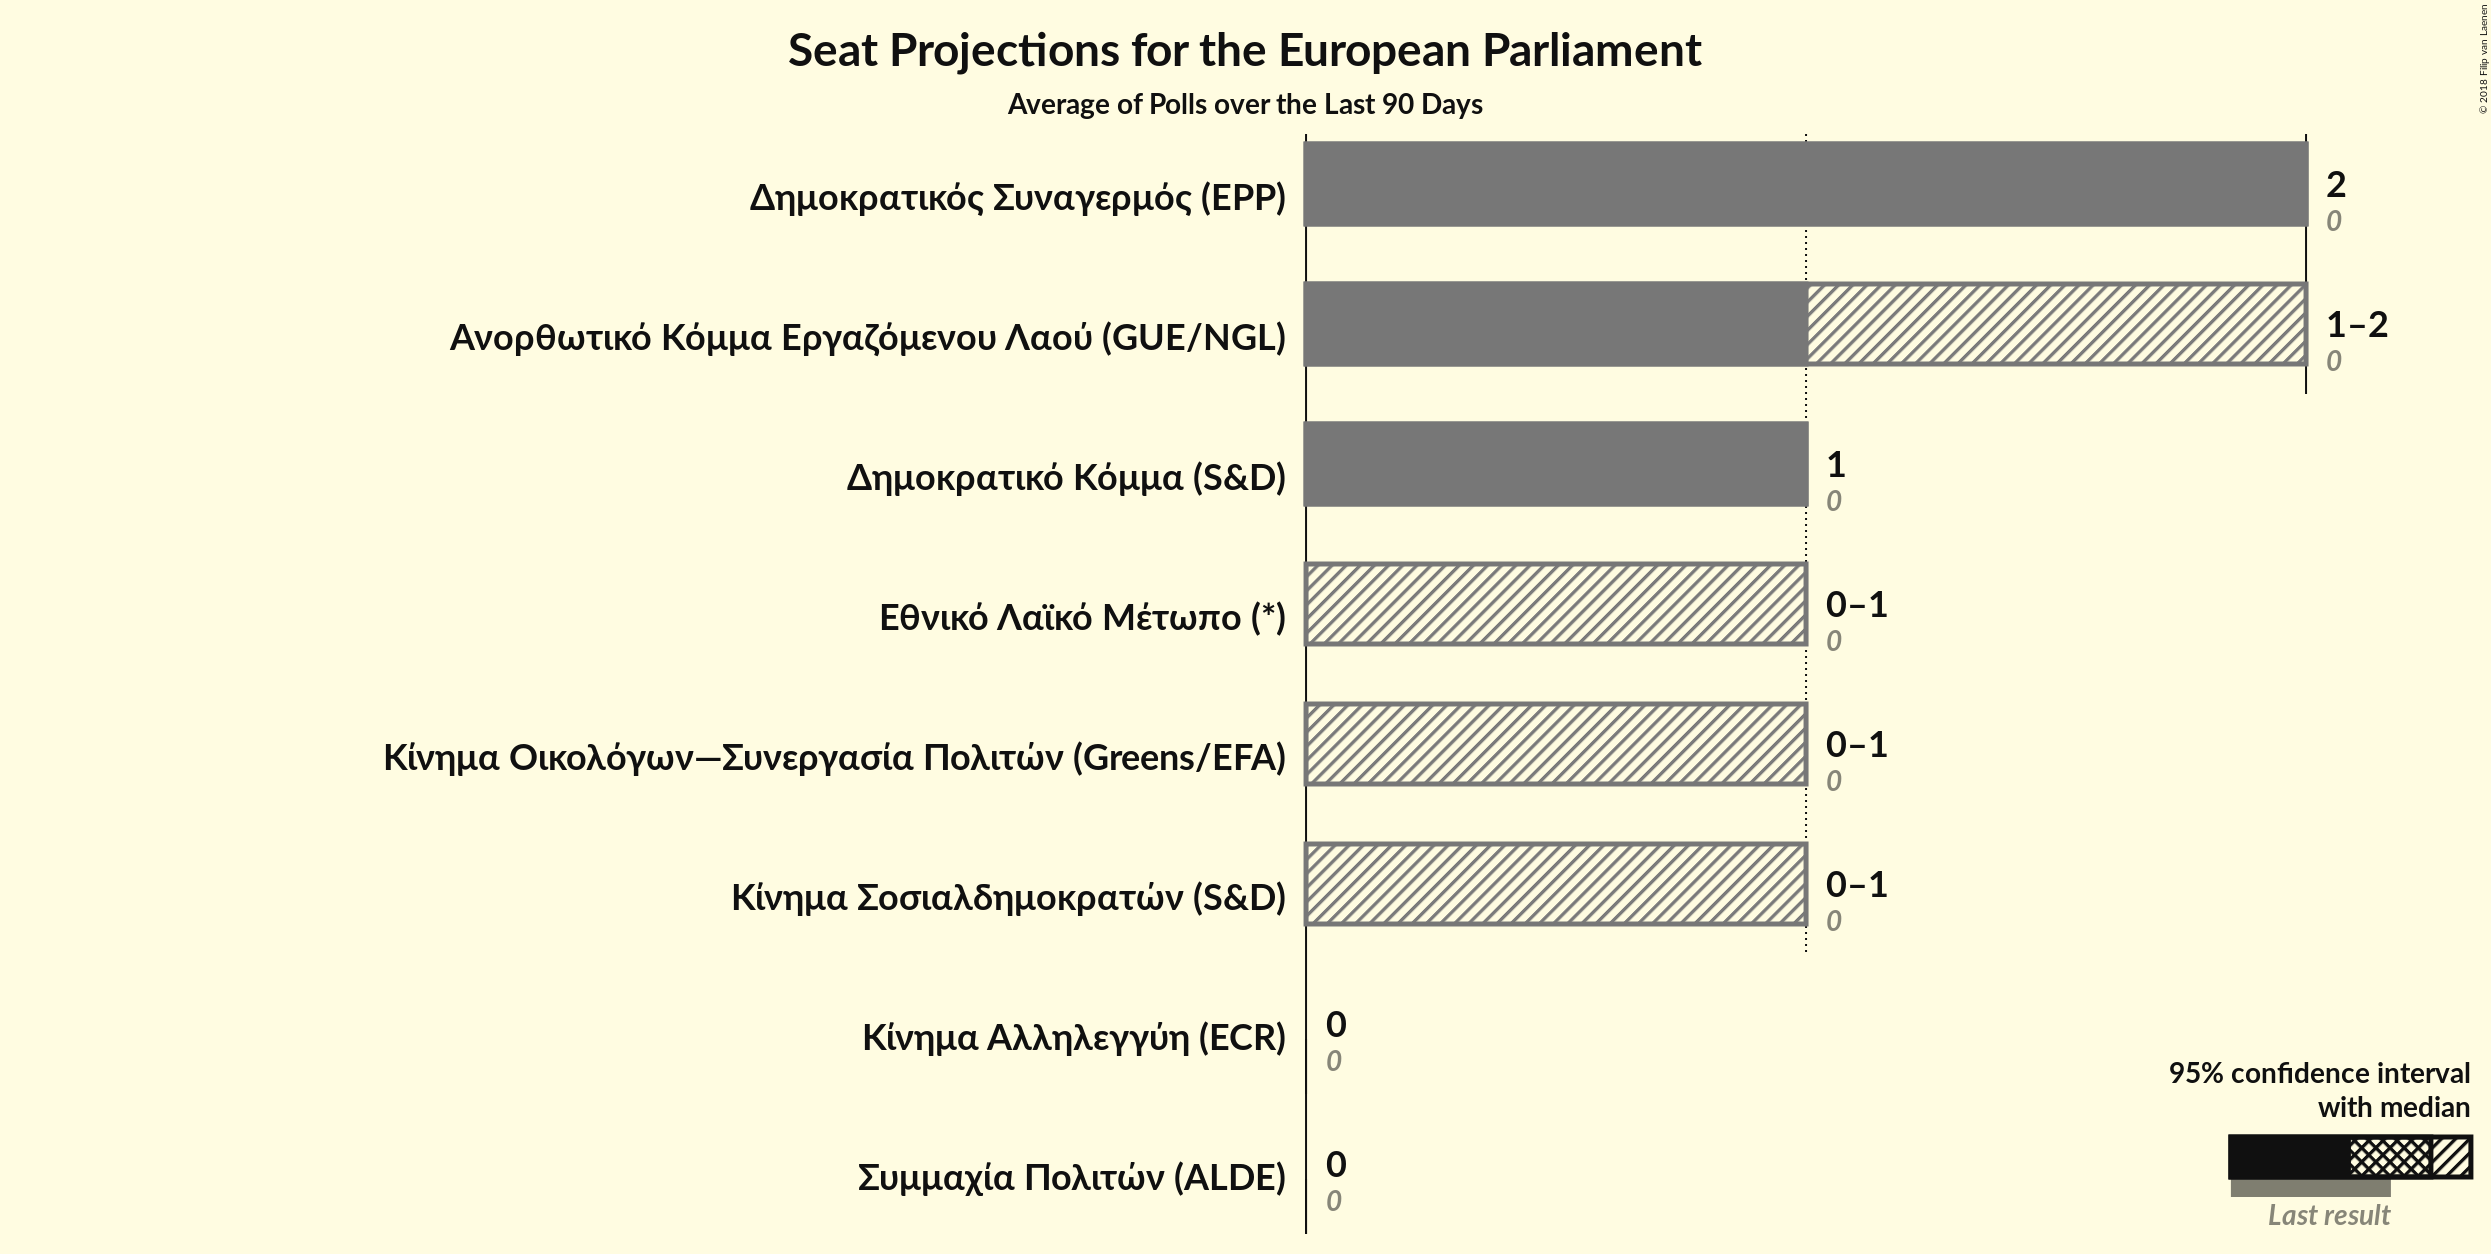 Seat Projections for the European Parliament
Average of Polls over the Last 90 Days
© 2018 Filip van Laenen
Δημοκρατικός Συναγερμός (EPP)
2
0
Ανορθωτικό Κόμμα Εργαζόμενου Λαού (GUE/NGL)
1–2
0
Δημοκρατικό Κόμμα (S&D)
1
0
Εθνικό Λαϊκό Μέτωπο (*)
0–1
0
Κίνημα Οικολόγων—Συνεργασία Πολιτών (Greens/EFA)
0–1
0
Κίνημα Σοσιαλδημοκρατών (S&D)
0–1
0
Κίνημα Αλληλεγγύη (ECR)
0
0
Συμμαχία Πολιτών (ALDE)
0
0
95% confidence interval
with median
Last result